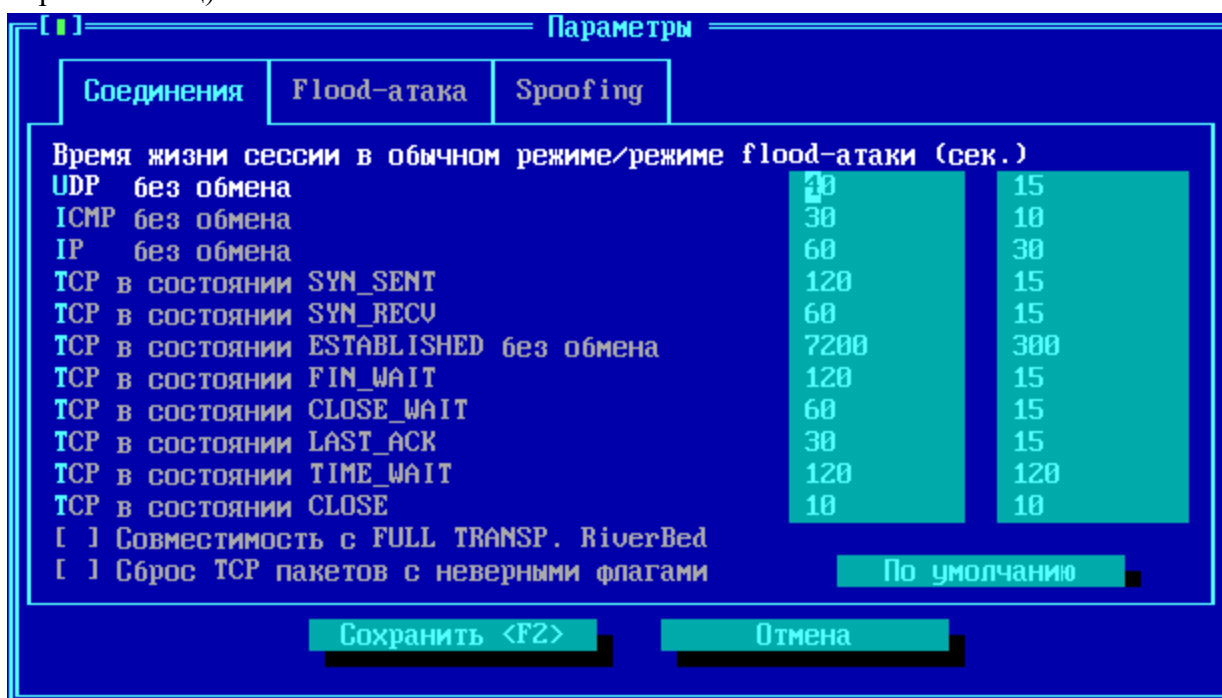 [▮] Параметры
Соединения Flood-атака Spoofing
Время жизни сессии в обычном режиме/режиме flood-атаки (сек.)
UDP без обмена 40 15
ICMP без обмена 30 10
IP без обмена 60 30
TCP в состоянии SYN_SENT 120 15
TCP в состоянии SYN_RECV 60 15
TCP в состоянии ESTABLISHED без обмена 7200 300
TCP в состоянии FIN_WAIT 120 15
TCP в состоянии CLOSE_WAIT 60 15
TCP в состоянии LAST_ACK 30 15
TCP в состоянии TIME_WAIT 120 120
TCP в состоянии CLOSE 10 10
[ ] Совместимость с FULL TRANSP. RiverBed
[ ] Сброс TCP пакетов с неверными флагами По умолчанию
Сохранить <F2> Отмена